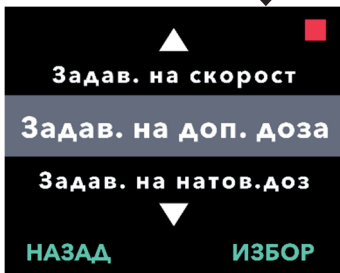 Задав. на скорост
Задав. на доп. доза
Задав. на натов.доз
НАЗАД ИЗБОР